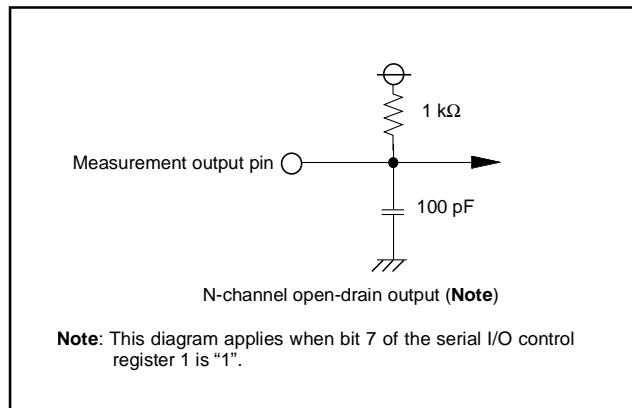 1 kΩ
Measurement output pin
100 pF
N-channel open-drain output (Note)
Note: This diagram applies when bit 7 of the serial I/O control
register 1 is “1”.